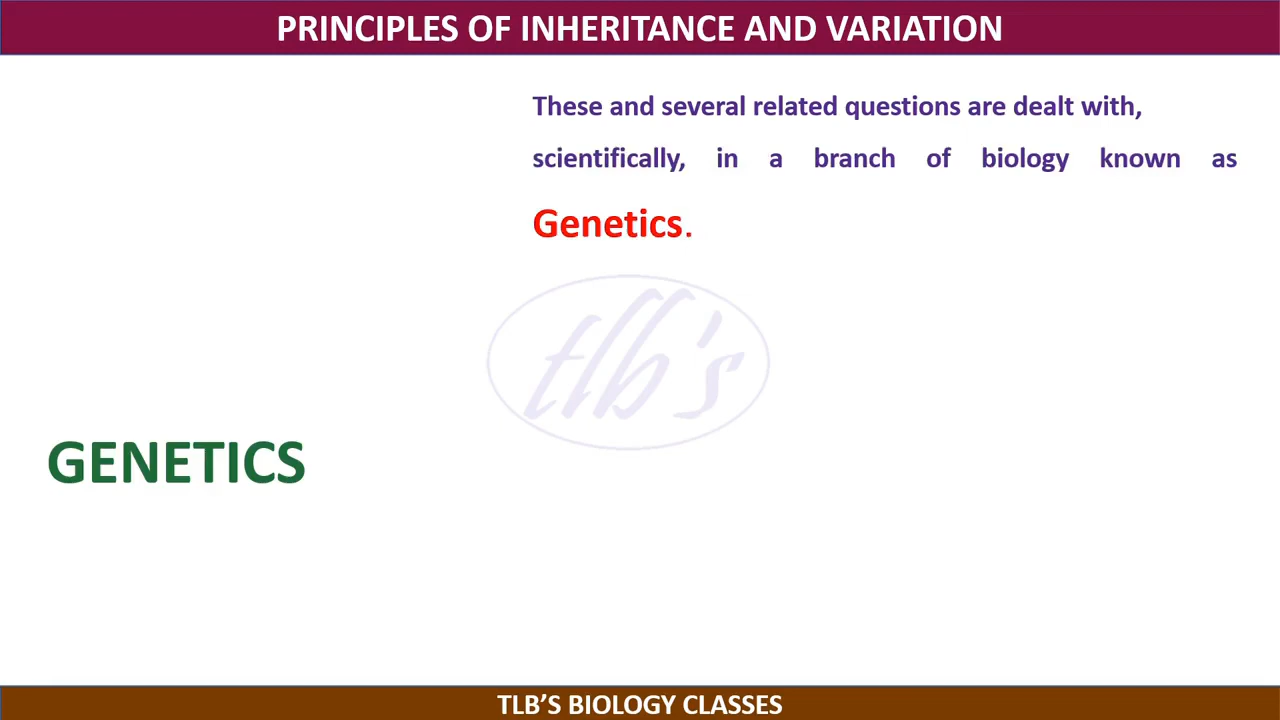 PRINCIPLES OF INHERITANCE AND VARIATION
These and several related questions are dealt with,
scientifically, in a branch of biology known as
Genetics.
tlb's
GENETICS
TLB’S BIOLOGY CLASSES